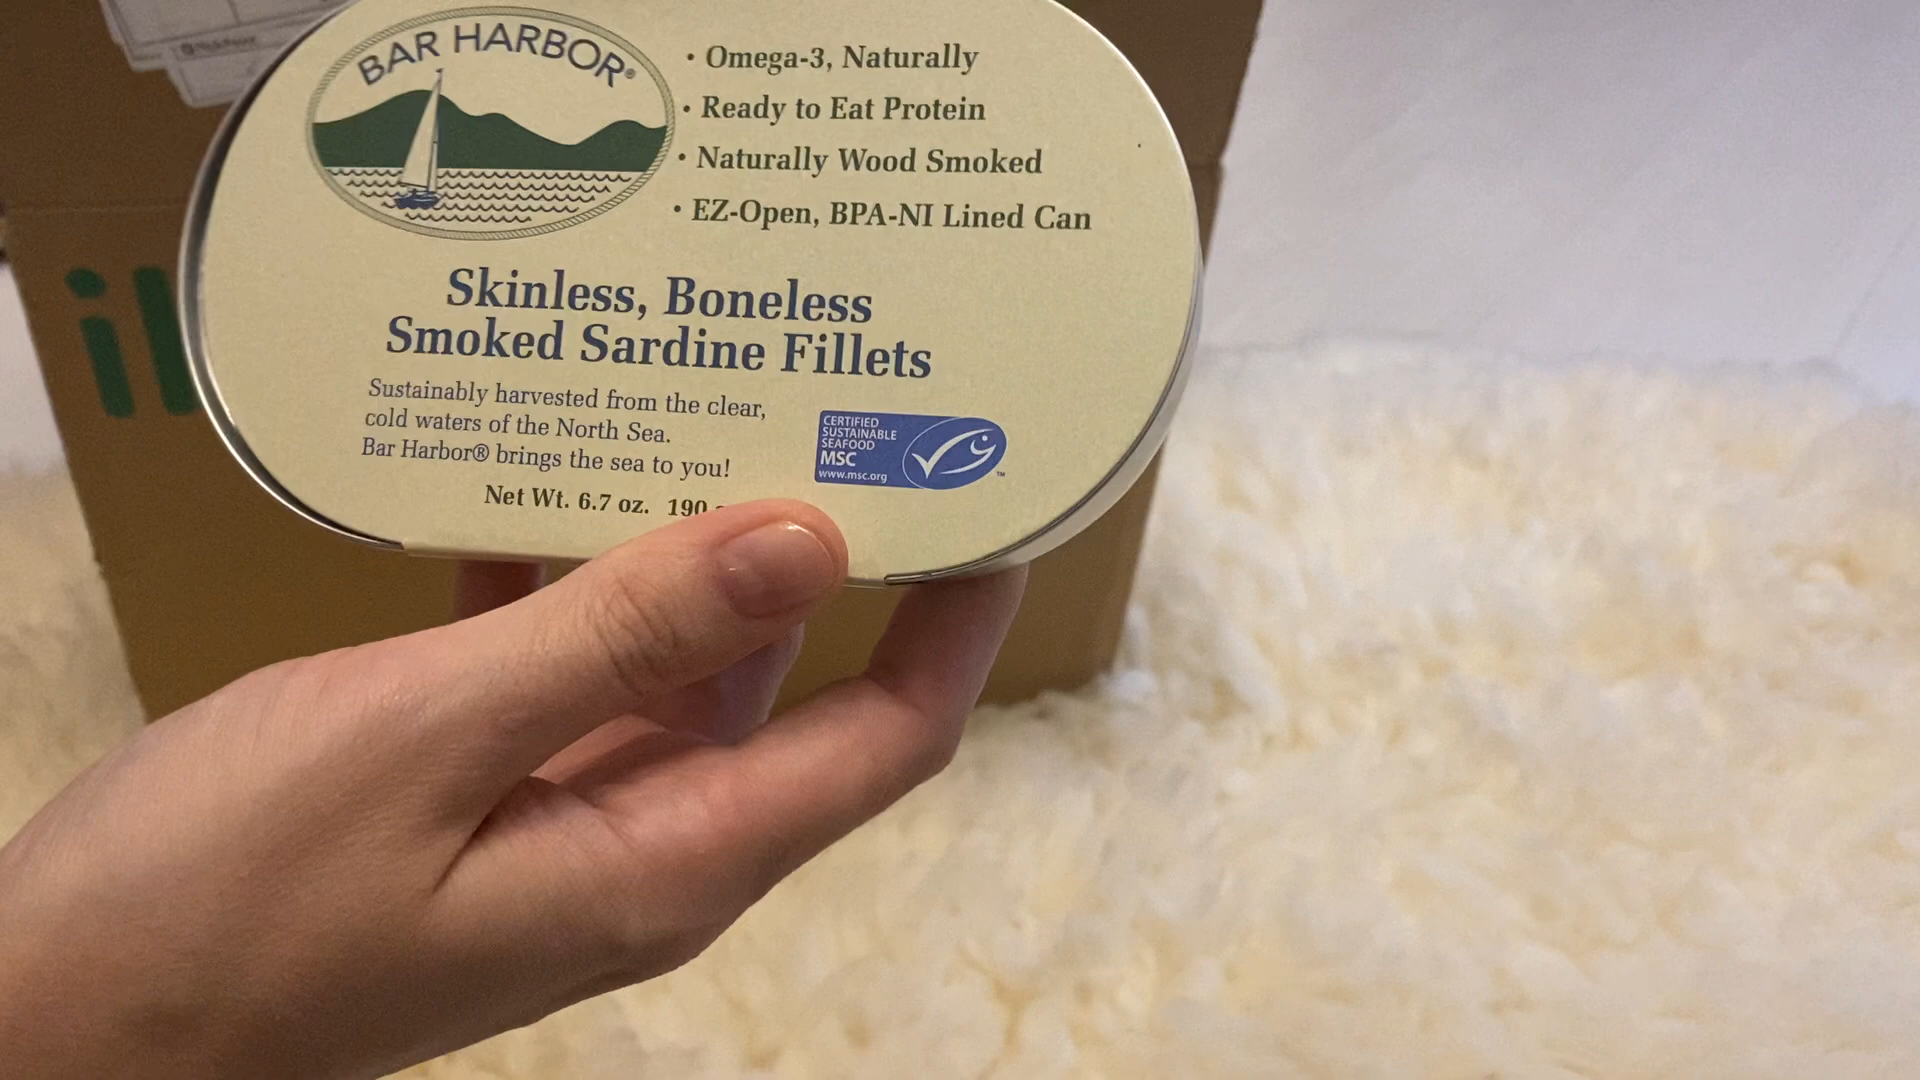 BAR HARBOR®
• Omega-3, Naturally
• Ready to Eat Protein
• Naturally Wood Smoked
• EZ-Open, BPA-NI Lined Can
Skinless, Boneless
Smoked Sardine Fillets
Sustainably harvested from the clear,
cold waters of the North Sea.
Bar Harbor® brings the sea to you!
Net Wt. 6.7 oz. 190
CERTIFIED
SUSTAINABLE
SEAFOOD
MSC
www.msc.org
TM